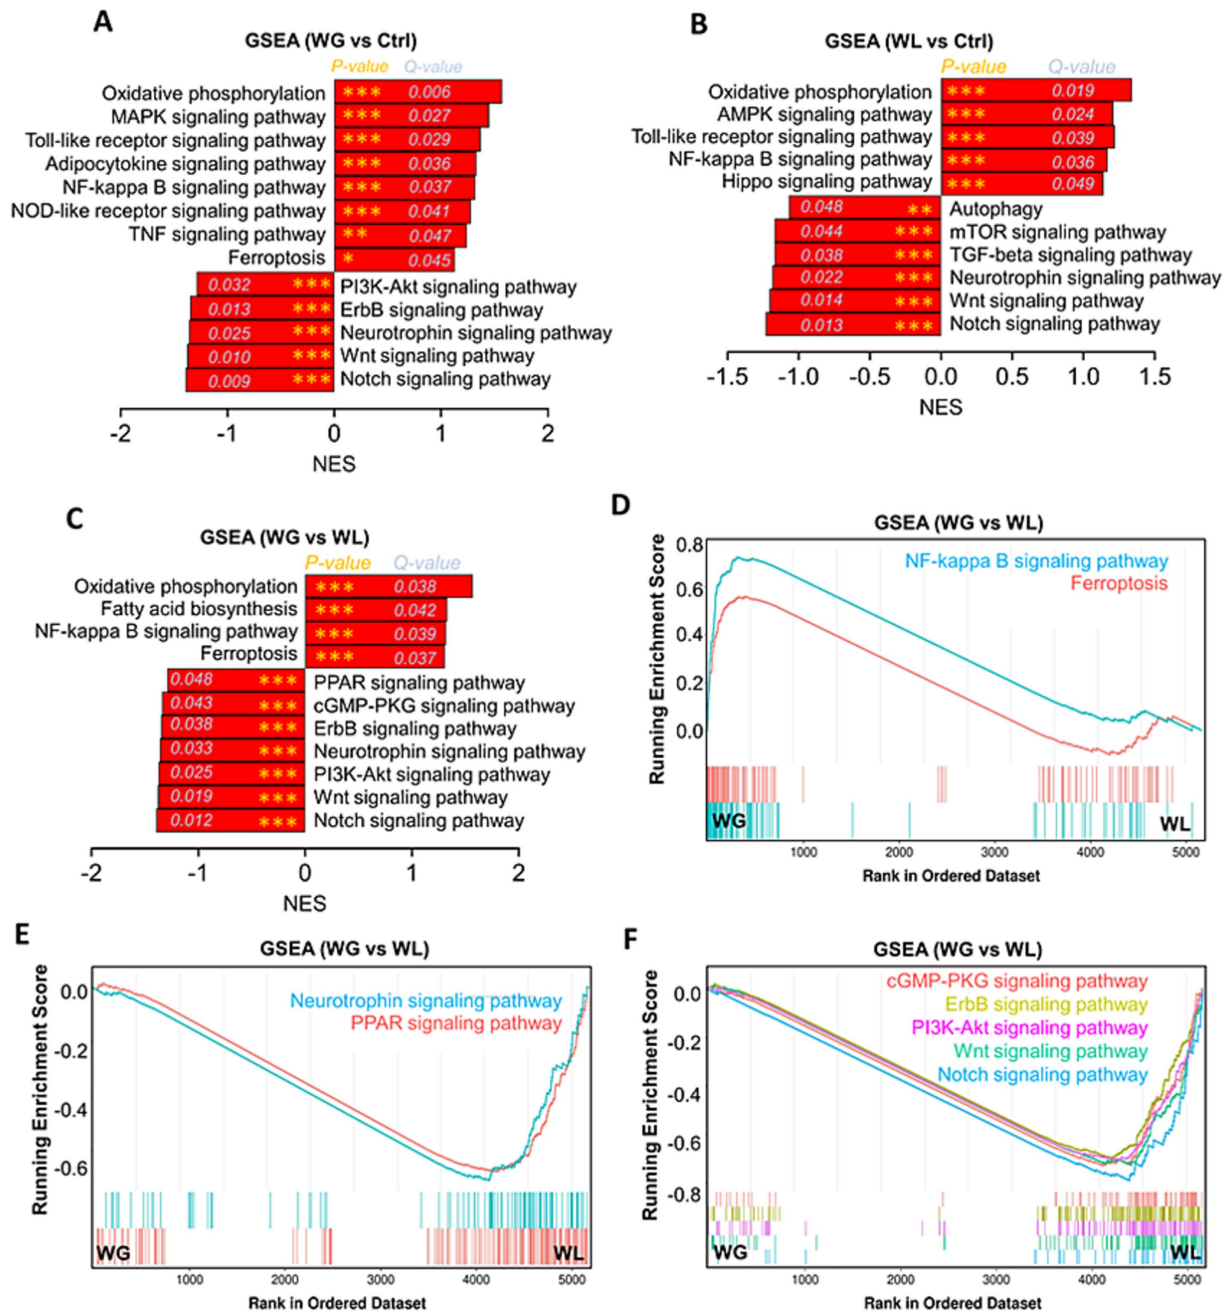 A
GSEA (WG vs Ctrl)
P-value Q-value
Oxidative phosphorylation *** 0.006
MAPK signaling pathway *** 0.027
Toll-like receptor signaling pathway *** 0.029
Adipocytokine signaling pathway *** 0.036
NF-kappa B signaling pathway *** 0.037
NOD-like receptor signaling pathway *** 0.041
TNF signaling pathway ** 0.047
Ferroptosis * 0.045
0.032 *** PI3K-Akt signaling pathway
0.013 *** ErbB signaling pathway
0.025 *** Neurotrophin signaling pathway
0.010 *** Wnt signaling pathway
0.009 *** Notch signaling pathway
-2 -1 0 1 2
NES
B
GSEA (WL vs Ctrl)
P-value Q-value
Oxidative phosphorylation *** 0.019
AMPK signaling pathway *** 0.024
Toll-like receptor signaling pathway *** 0.039
NF-kappa B signaling pathway *** 0.036
Hippo signaling pathway *** 0.049
0.048 ** Autophagy
0.044 *** mTOR signaling pathway
0.038 *** TGF-beta signaling pathway
0.022 *** Neurotrophin signaling pathway
0.014 *** Wnt signaling pathway
0.013 *** Notch signaling pathway
-1.5 -1.0 -0.5 0.0 0.5 1.0 1.5
NES
C
GSEA (WG vs WL)
P-value Q-value
Oxidative phosphorylation *** 0.038
Fatty acid biosynthesis *** 0.042
NF-kappa B signaling pathway *** 0.039
Ferroptosis *** 0.037
0.048 *** PPAR signaling pathway
0.043 *** cGMP-PKG signaling pathway
0.038 *** ErbB signaling pathway
0.033 *** Neurotrophin signaling pathway
0.025 *** PI3K-Akt signaling pathway
0.019 *** Wnt signaling pathway
0.012 *** Notch signaling pathway
-2 -1 0 1 2
NES
D
GSEA (WG vs WL)
Running Enrichment Score
0.8
0.6
0.4
0.2
0.0
NF-kappa B signaling pathway
Ferroptosis
WG WL
1000 2000 3000 4000 5000
Rank in Ordered Dataset
E
GSEA (WG vs WL)
Running Enrichment Score
0.0
-0.2
-0.4
-0.6
Neurotrophin signaling pathway
PPAR signaling pathway
WG WL
1000 2000 3000 4000 5000
Rank in Ordered Dataset
F
GSEA (WG vs WL)
Running Enrichment Score
0.0
-0.2
-0.4
-0.6
-0.8
cGMP-PKG signaling pathway
ErbB signaling pathway
PI3K-Akt signaling pathway
Wnt signaling pathway
Notch signaling pathway
WG WL
1000 2000 3000 4000 5000
Rank in Ordered Dataset